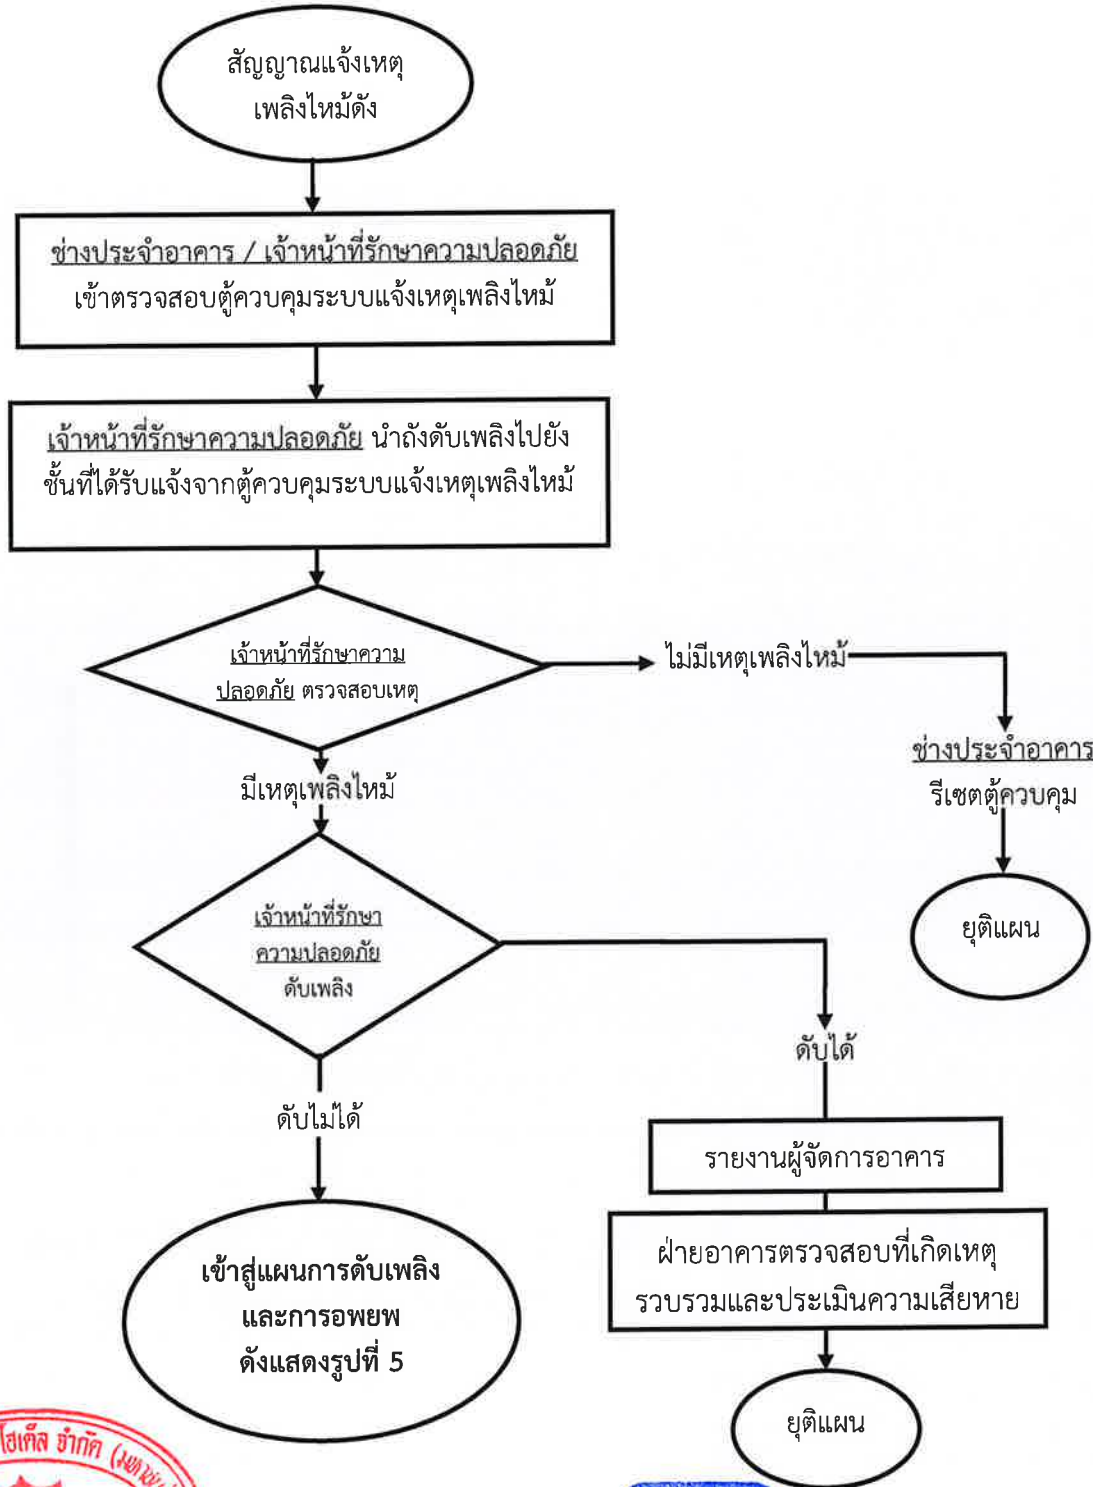 สัญญาณแจ้งเหตุ
เพลิงไหม้ดัง
ช่างประจำอาคาร / เจ้าหน้าที่รักษาความปลอดภัย
เข้าตรวจสอบตู้ควบคุมระบบแจ้งเหตุเพลิงไหม้
เจ้าหน้าที่รักษาความปลอดภัย นำถังดับเพลิงไปยัง
ชั้นที่ได้รับแจ้งจากตู้ควบคุมระบบแจ้งเหตุเพลิงไหม้
เจ้าหน้าที่รักษาความ
ปลอดภัย ตรวจสอบเหตุ
ไม่มีเหตุเพลิงไหม้
ช่างประจำอาคาร
รีเซตตู้ควบคุม
ยุติแผน
มีเหตุเพลิงไหม้
เจ้าหน้าที่รักษา
ความปลอดภัย
ดับเพลิง
ดับได้
ดับไม่ได้
รายงานผู้จัดการอาคาร
ฝ่ายอาคารตรวจสอบที่เกิดเหตุ
รวบรวมและประเมินความเสียหาย
ยุติแผน
เข้าสู่แผนการดับเพลิง
และการอพยพ
ดังแสดงรูปที่ 5
จำกัด